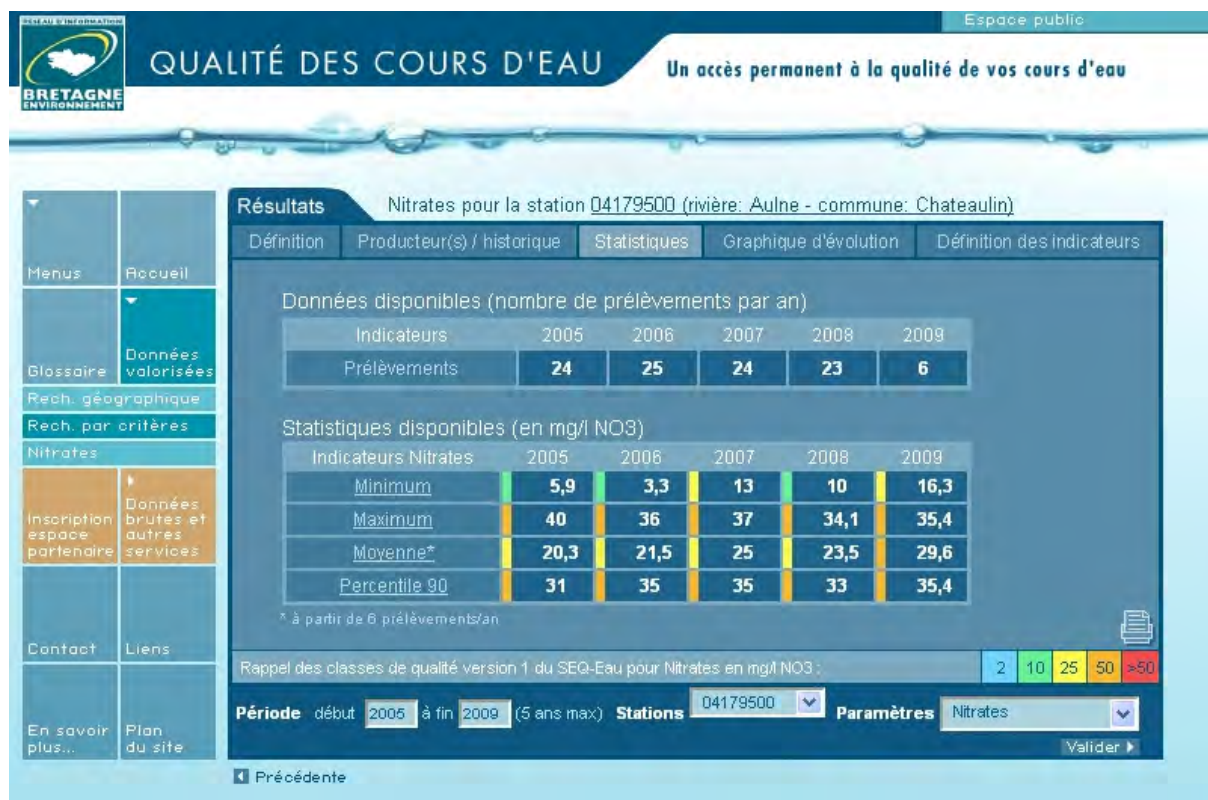 Espace public
RESEAU D'INFORMATION
BRETAGNE
ENVIRONNEMENT
QUALITÉ DES COURS D'EAU
Un accès permanent à la qualité de vos cours d'eau
Menus
Accueil
Glossaire
Données
valorisées
Rech. géographique
Rech. par critères
Nitrates
Inscription
espace
partenaire
Données
brutes et
autres
services
Contact
Liens
En savoir
plus...
Plan
du site
Résultats
Nitrates pour la station 04179500 (rivière: Aulne - commune: Chateaulin)
Définition Producteur(s) / historique Statistiques Graphique d'évolution Définition des indicateurs
Données disponibles (nombre de prélèvements par an)
Indicateurs 2005 2006 2007 2008 2009
Prélèvements 24 25 24 23 6
Statistiques disponibles (en mg/l NO3)
Indicateurs Nitrates 2005 2006 2007 2008 2009
Minimum 5,9 3,3 13 10 16,3
Maximum 40 36 37 34,1 35,4
Moyenne* 20,3 21,5 25 23,5 29,6
Percentile 90 31 35 35 33 35,4
* à partir de 6 prélèvements/an
Rappel des classes de qualité version 1 du SEQ-Eau pour Nitrates en mg/l NO3 : 2 10 25 50 >50
Période début 2005 à fin 2009 (5 ans max) Stations 04179500 Paramètres Nitrates
Valider
Précédente